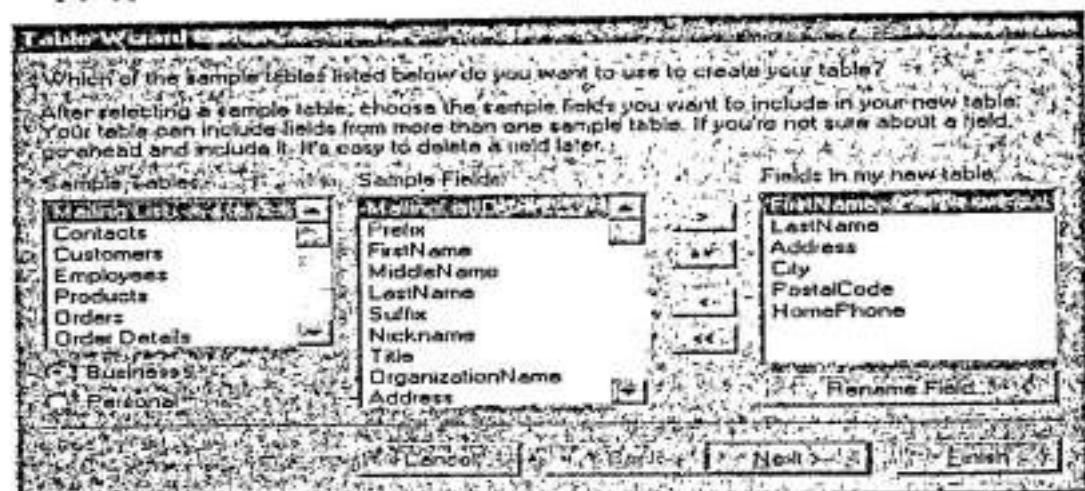 Table Wizard
Which of the sample tables listed below do you want to use to create your table?
After selecting a sample table, choose the sample fields you want to include in your new table.
Your table can include fields from more than one sample table. If you're not sure about a field,
go ahead and include it. It's easy to delete a field later.
Sample Tables:
Sample Fields:
Fields in my new table:
Mailing List
Contacts
Customers
Employees
Products
Orders
Order Details
Business
Personal
Prefix
FirstName
MiddleName
LastName
Suffix
Nickname
Title
OrganizationName
Address
>
>>
<
<<
FirstName
LastName
Address
City
PostalCode
HomePhone
Rename Field...
Cancel
Next >
Finish